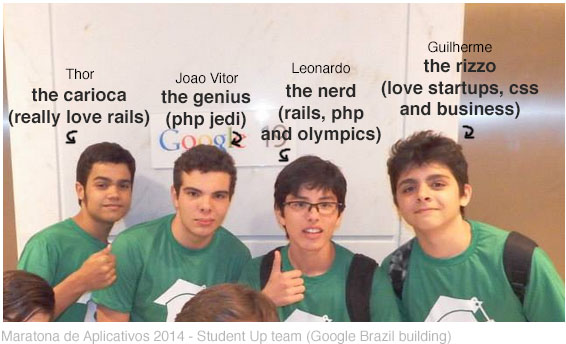 Thor
the carioca
(really love rails)
Joao Vitor
the genius
(php jedi)
Leonardo
the nerd
(rails, php
and olympics)
Guilherme
the rizzo
(love startups, css
and business)
Google
Maratona de Aplicativos 2014 - Student Up team (Google Brazil building)